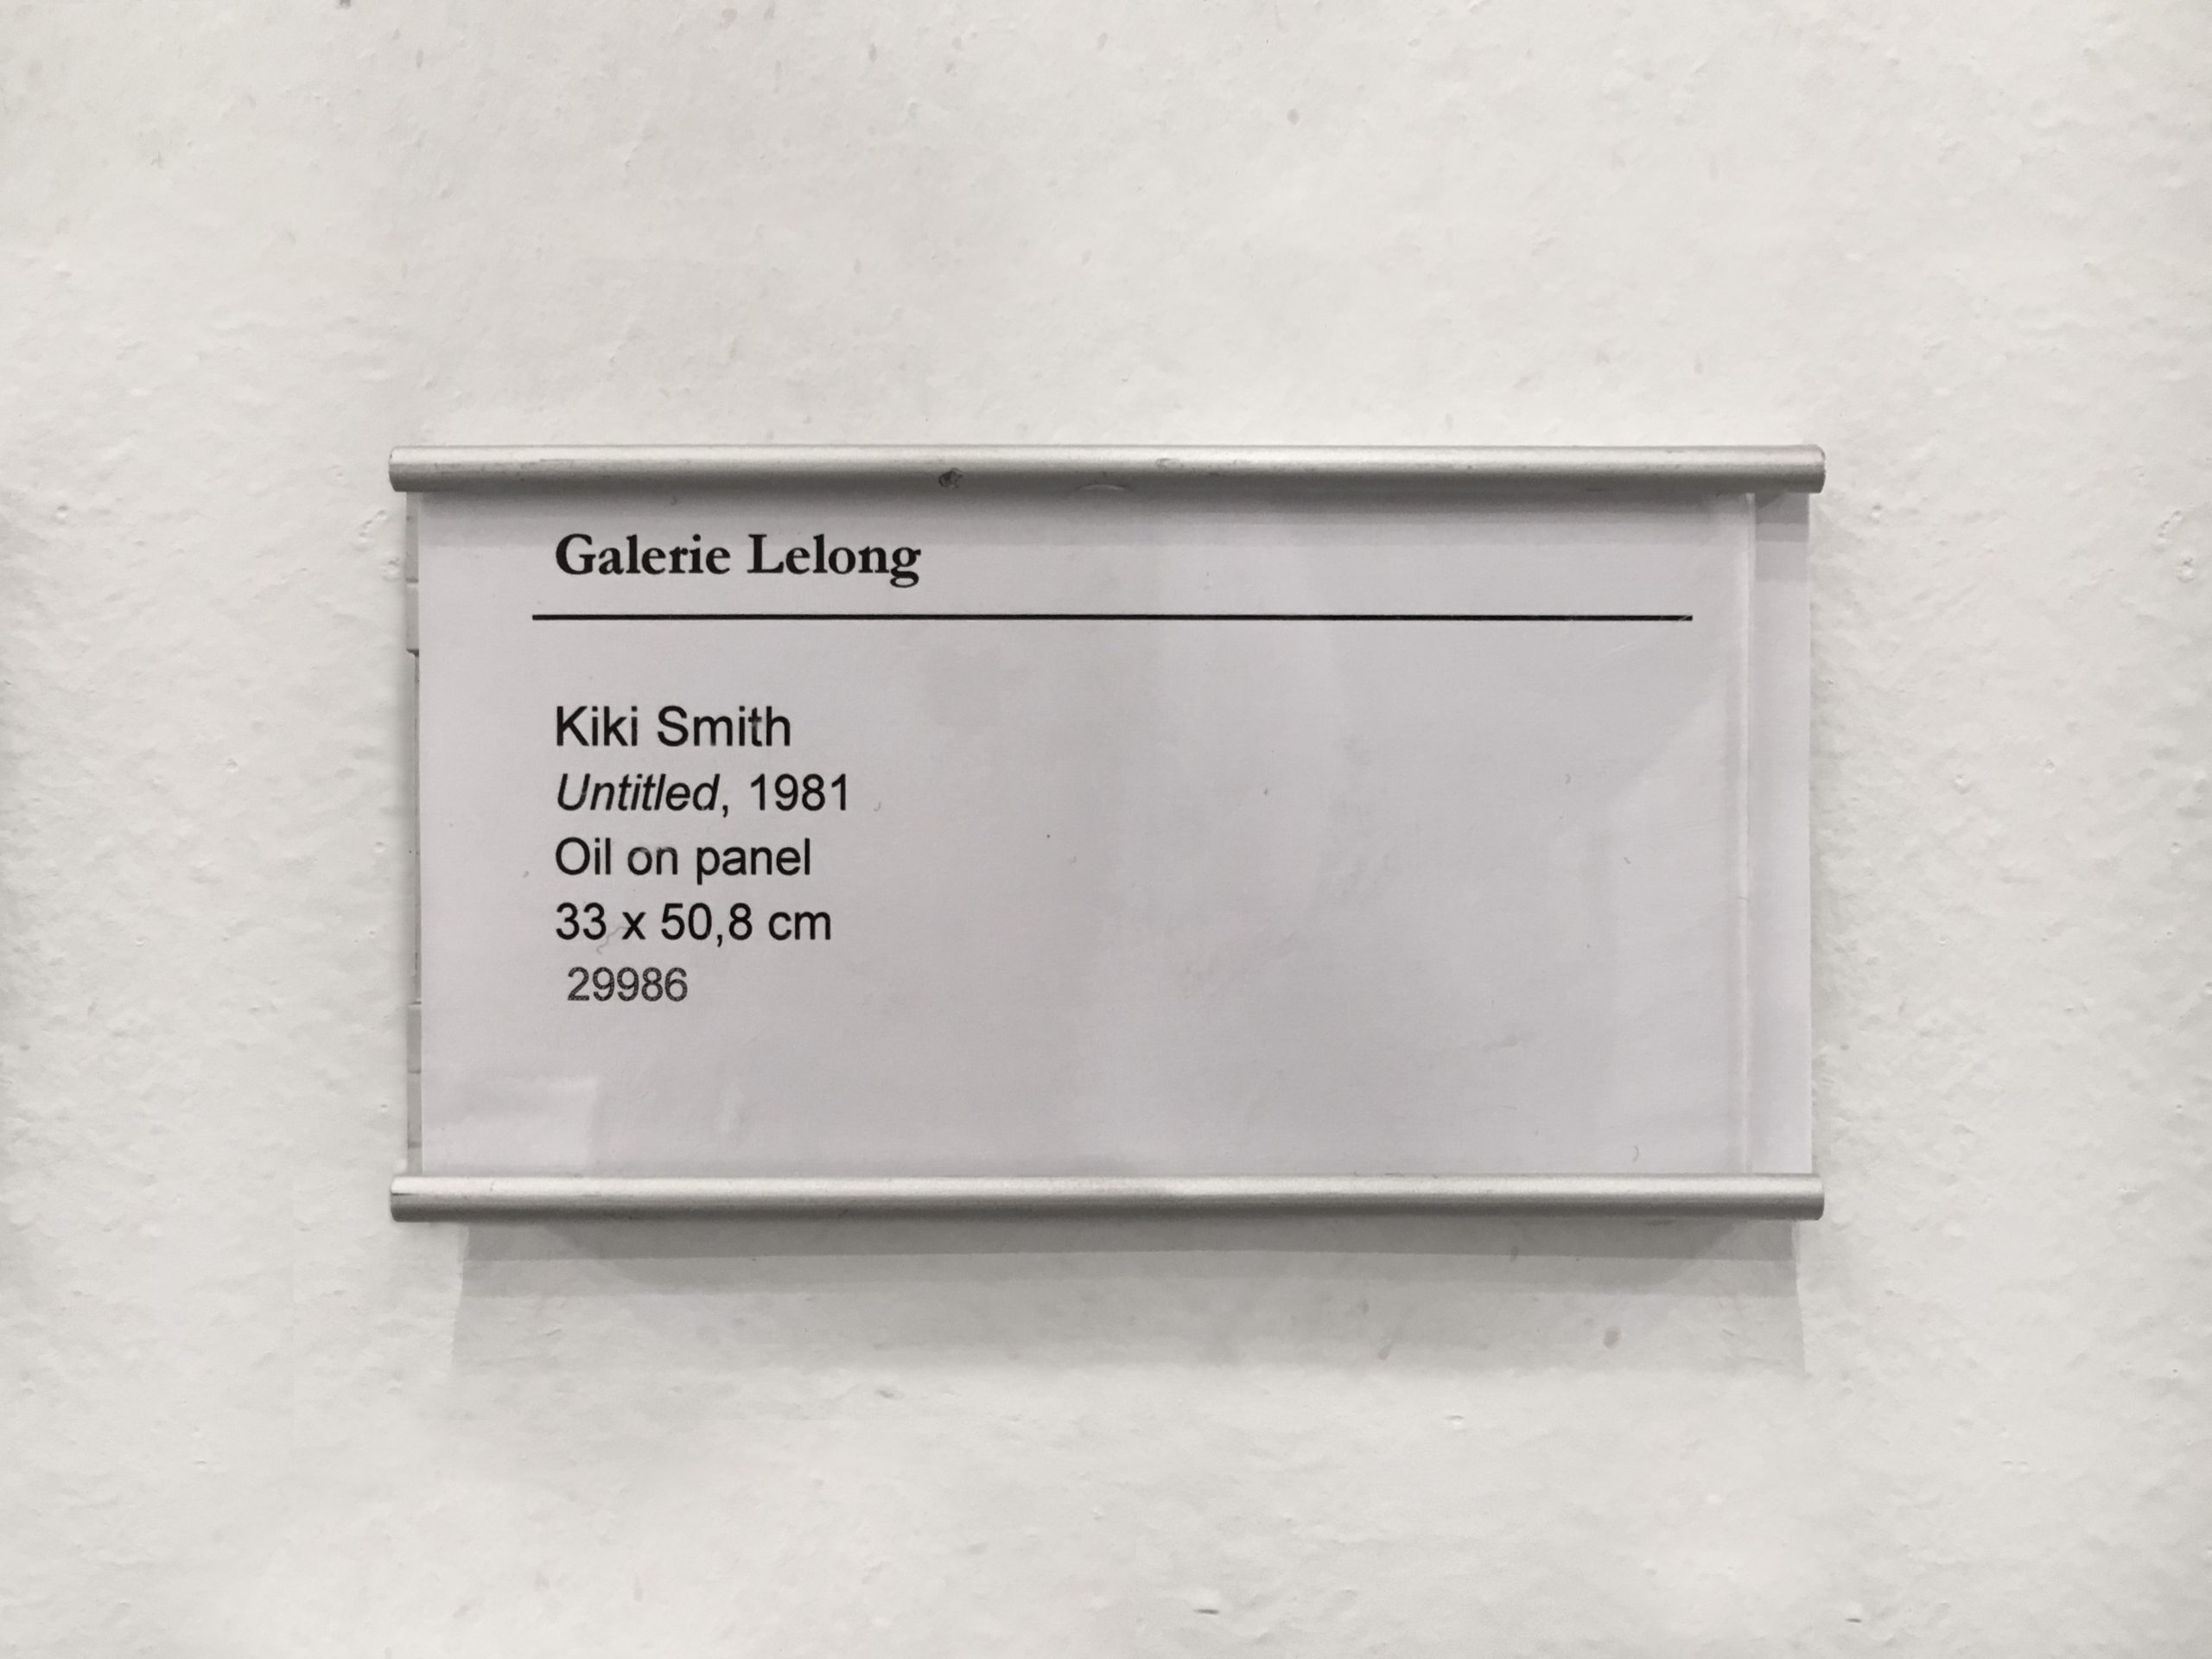 Galerie Lelong
Kiki Smith
Untitled, 1981
Oil on panel
33 x 50,8 cm
29986